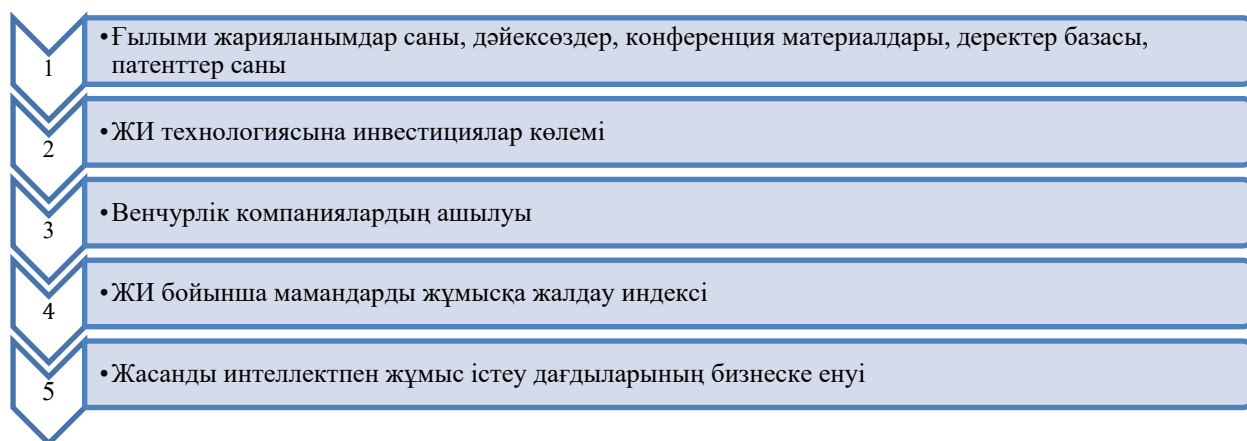 1
•Ғылыми жарияланымдар саны, дәйексөздер, конференция материалдары, деректер базасы,
патенттер саны
2
•ЖИ технологиясына инвестициялар көлемі
3
•Венчурлік компаниялардың ашылуы
4
•ЖИ бойынша мамандарды жұмысқа жалдау индексі
5
•Жасанды интеллектпен жұмыс істеу дағдыларының бизнеске енуі